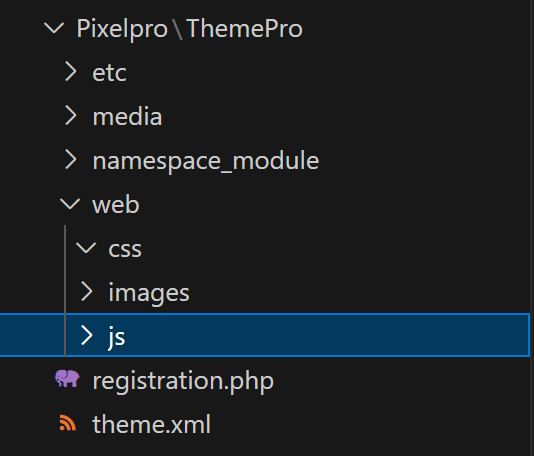 Pixelpro\ThemePro
etc
media
namespace_module
web
css
images
js
registration.php
theme.xml